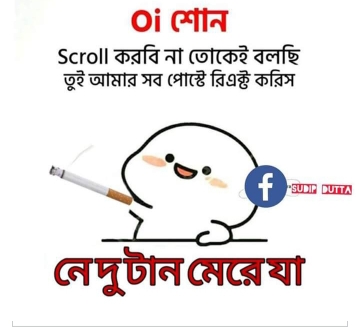 Oi শোন
Scroll করবি না তোকেই বলছি
তুই আমার সব পোস্টে রিএক্ট করিস
f SUDIP DUTTA
নে দু টান মেরে যা